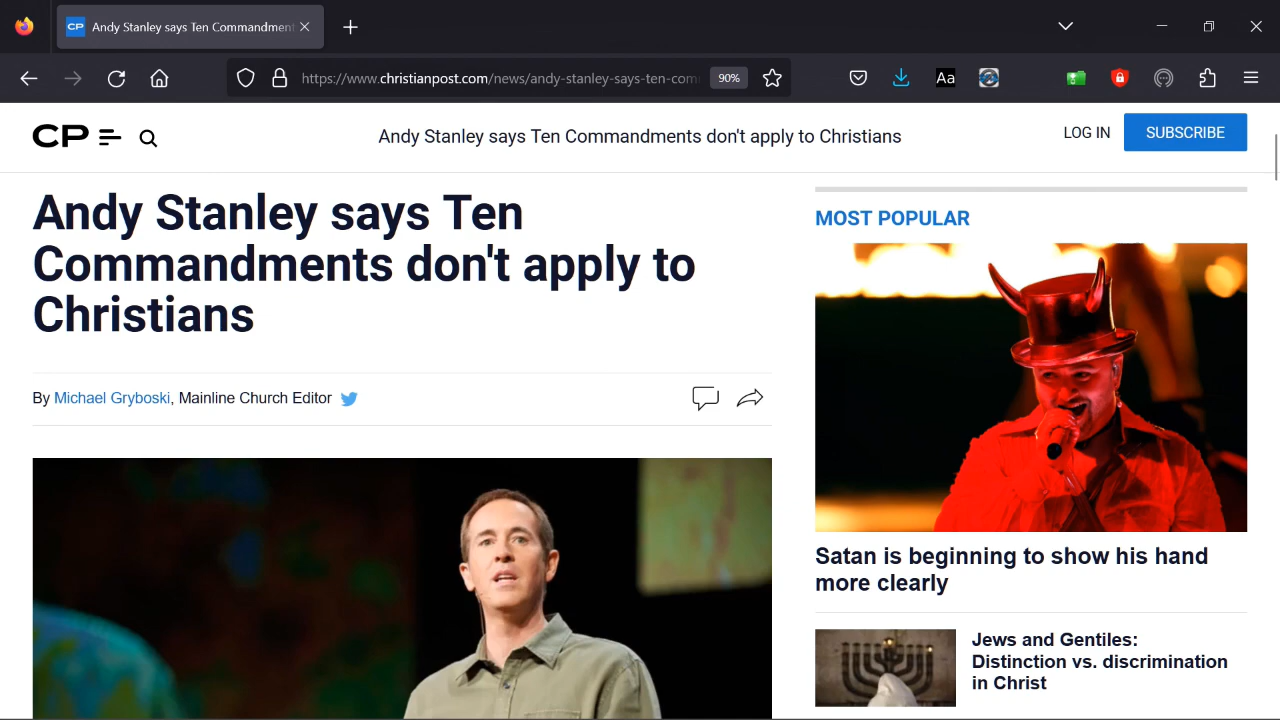 CP Andy Stanley says Ten Commandment
https://www.christianpost.com/news/andy-stanley-says-ten-com
90%
Aa
CP
Andy Stanley says Ten Commandments don't apply to Christians
LOG IN
SUBSCRIBE
Andy Stanley says Ten
Commandments don't apply to
Christians
By Michael Gryboski, Mainline Church Editor
MOST POPULAR
Satan is beginning to show his hand
more clearly
Jews and Gentiles:
Distinction vs. discrimination
in Christ